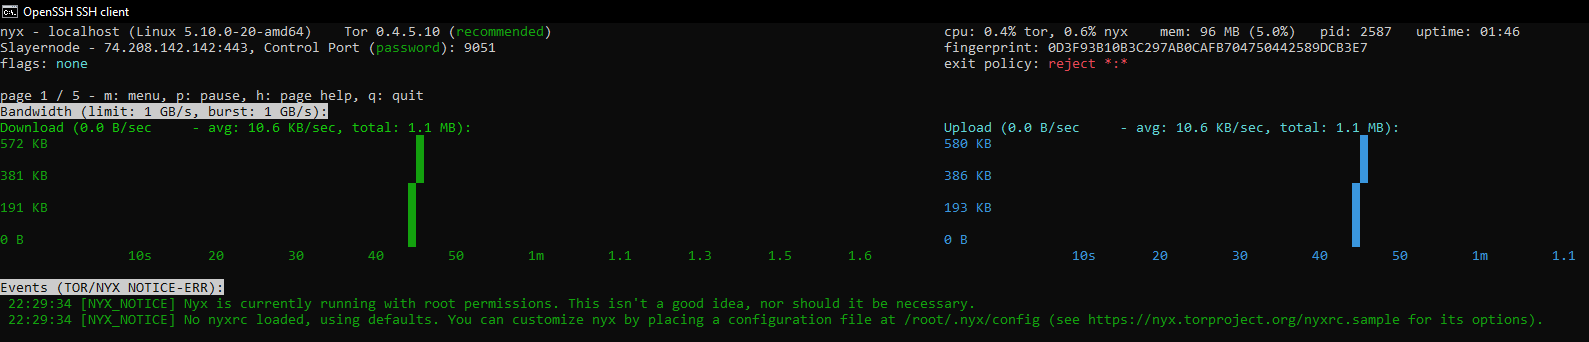 OpenSSH SSH client
nyx - localhost (Linux 5.10.0-20-amd64)    Tor 0.4.5.10 (recommended)    cpu: 0.4% tor, 0.6% nyx    mem: 96 MB (5.0%)   pid: 2587   uptime: 01:46
Slayernode - 74.208.142.142:443, Control Port (password): 9051    fingerprint: 0D3F93B10B3C297AB0CAFB704750442589DCB3E7
flags: none    exit policy: reject *:*
page 1 / 5 - m: menu, p: pause, h: page help, q: quit
Bandwidth (limit: 1 GB/s, burst: 1 GB/s):
Download (0.0 B/sec     - avg: 10.6 KB/sec, total: 1.1 MB):    Upload (0.0 B/sec     - avg: 10.6 KB/sec, total: 1.1 MB):
572 KB    580 KB
381 KB    386 KB
191 KB    193 KB
0 B    0 B
10s    20    30    40    50    1m    1.1    1.3    1.5    1.6    10s    20    30    40    50    1m    1.1
Events (TOR/NYX NOTICE-ERR):
22:29:34 [NYX_NOTICE] Nyx is currently running with root permissions. This isn't a good idea, nor should it be necessary.
22:29:34 [NYX_NOTICE] No nyxrc loaded, using defaults. You can customize nyx by placing a configuration file at /root/.nyx/config (see https://nyx.torproject.org/nyxrc.sample for its options).